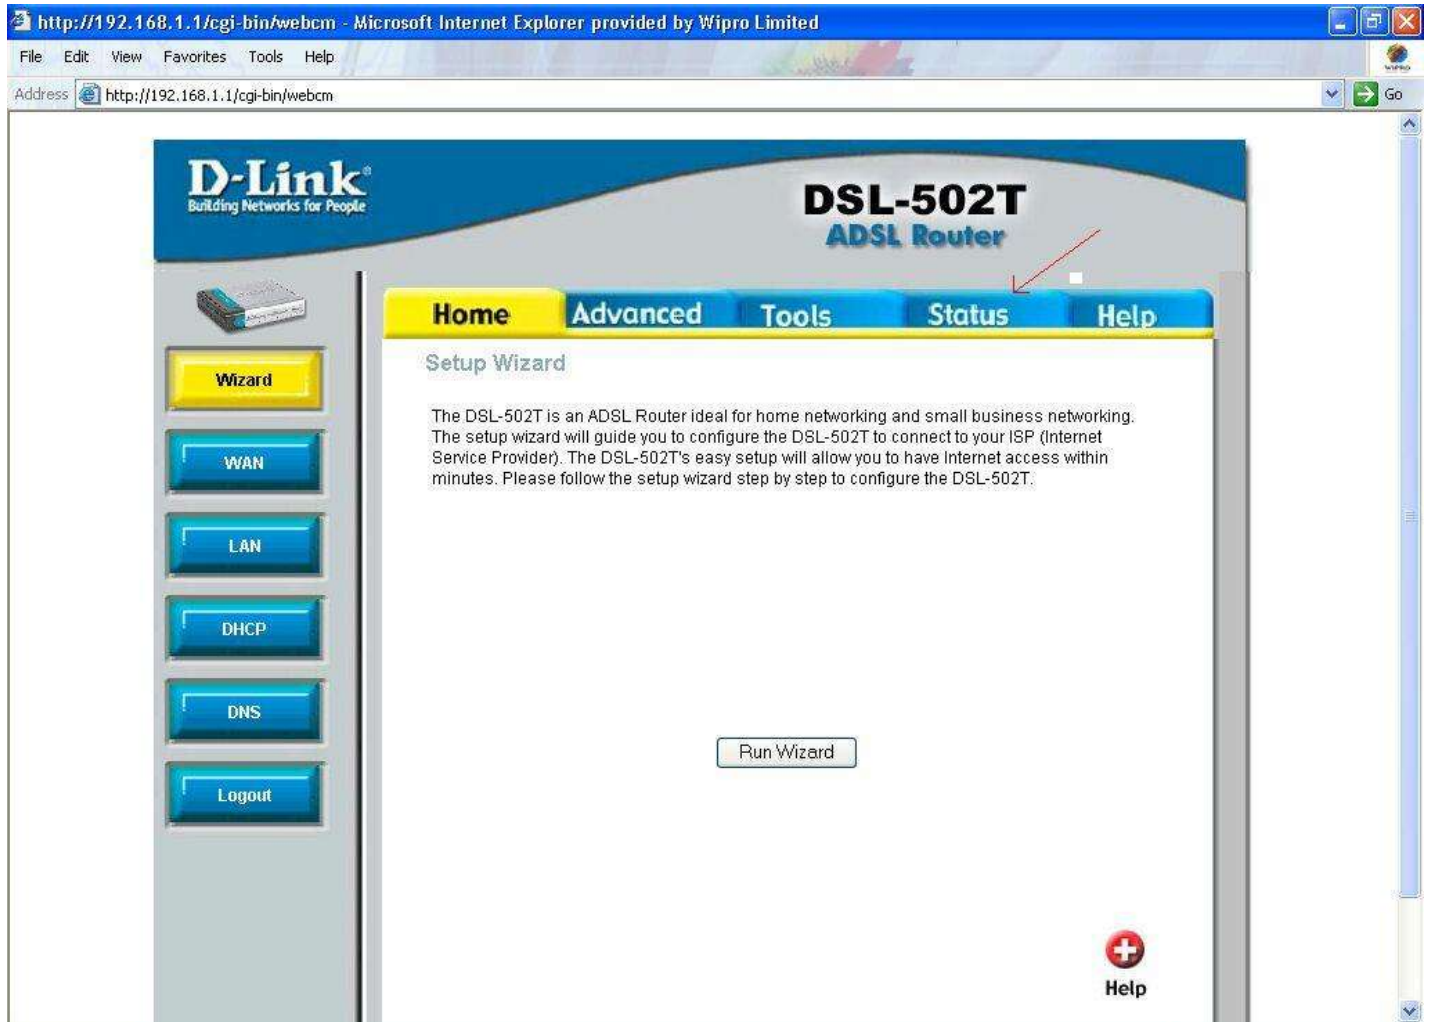 http://192.168.1.1/cgi-bin/webcm - Microsoft Internet Explorer provided by Wipro Limited
File Edit View Favorites Tools Help
WIPRO
Address http://192.168.1.1/cgi-bin/webcm Go
D-Link®
Building Networks for People
DSL-502T
ADSL Router
Home Advanced Tools Status Help
Setup Wizard
Wizard
The DSL-502T is an ADSL Router ideal for home networking and small business networking.
The setup wizard will guide you to configure the DSL-502T to connect to your ISP (Internet
Service Provider). The DSL-502T's easy setup will allow you to have Internet access within
minutes. Please follow the setup wizard step by step to configure the DSL-502T.
WAN
LAN
DHCP
DNS
Run Wizard
Logout
Help